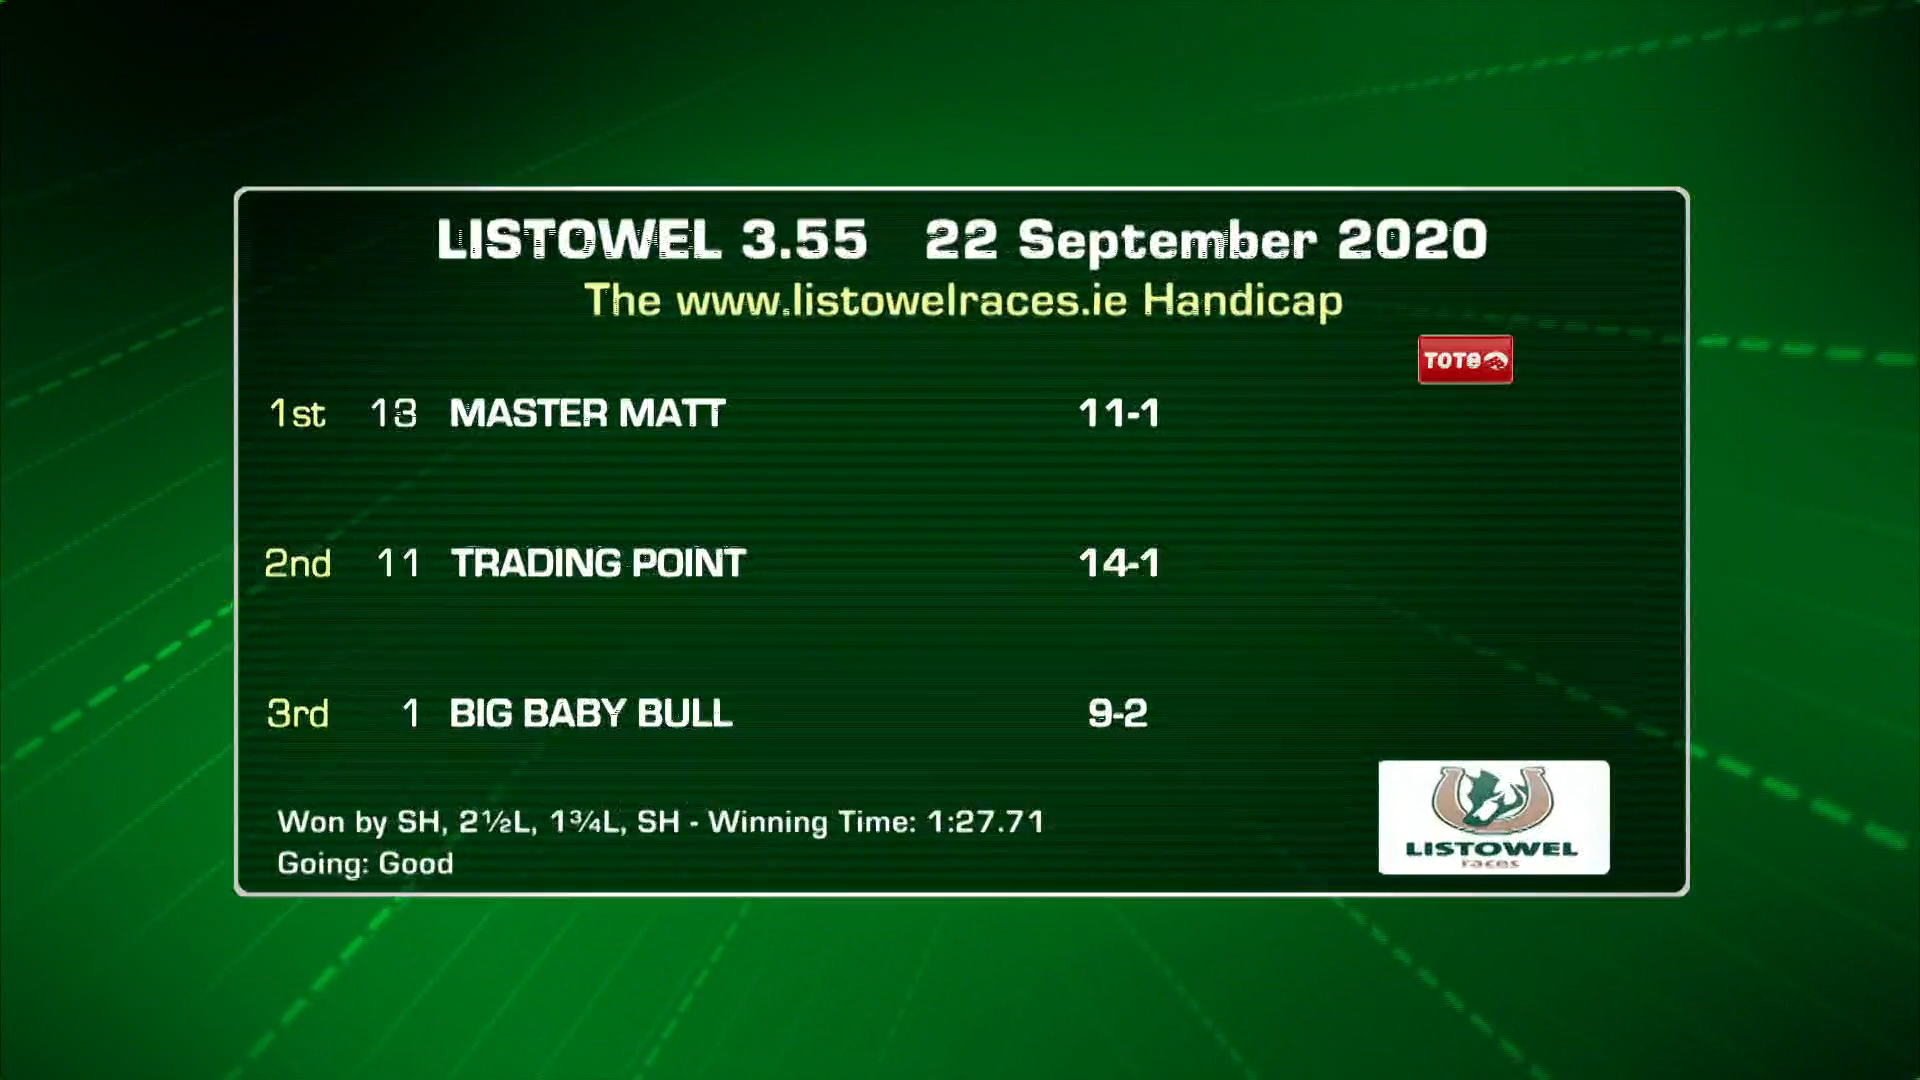 LISTOWEL 3.55 22 September 2020
The www.listowelraces.ie Handicap
TOTE
1st 13 MASTER MATT 11-1
2nd 11 TRADING POINT 14-1
3rd 1 BIG BABY BULL 9-2
Won by SH, 2½L, 1¾L, SH - Winning Time: 1:27.71
Going: Good
LISTOWEL
races